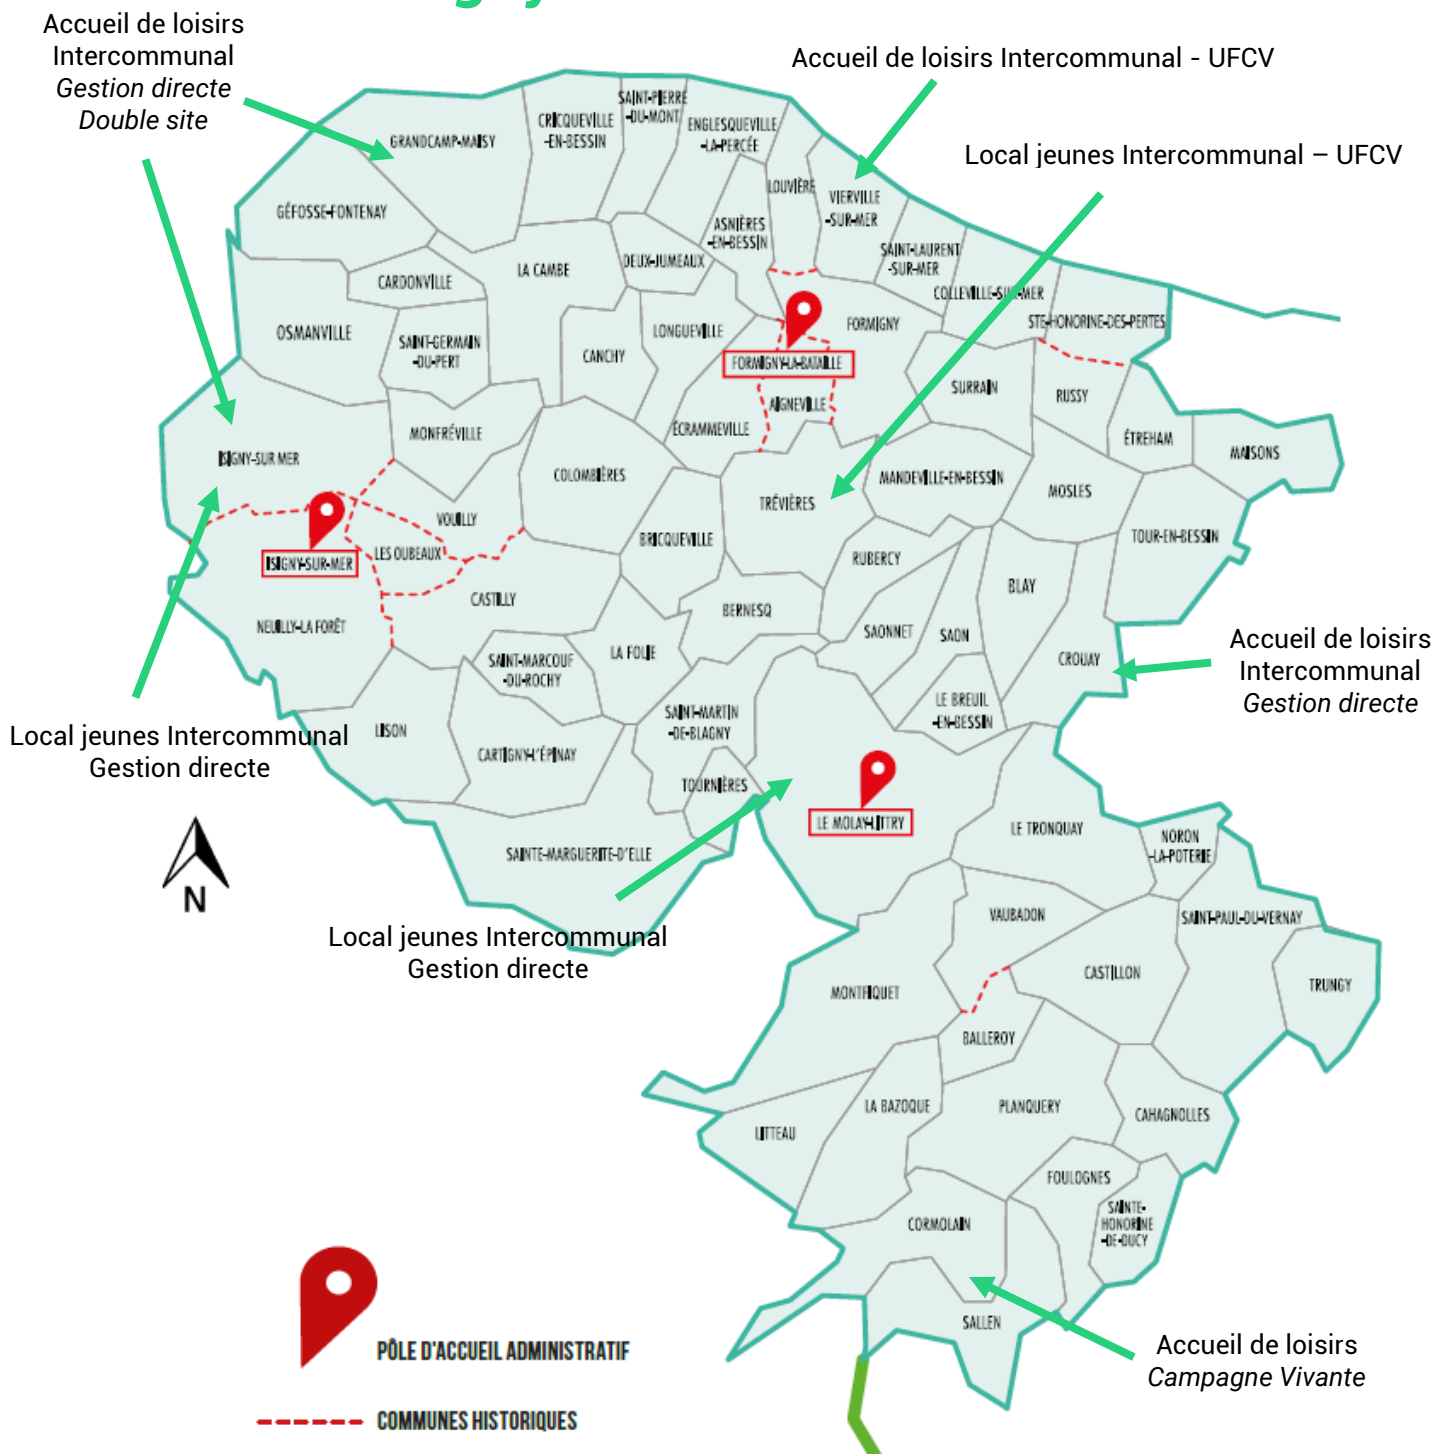 Accueil de loisirs
Intercommunal
Gestion directe
Double site
Accueil de loisirs Intercommunal - UFCV
Local jeunes Intercommunal – UFCV
GRANDCAMP-MAISY
CRICQUEVILLE
-EN-BESSIN
SAINT-PIERRE
-DU-MONT
ENGLESQUEVILLE
-LA-PERCÉE
LOUVIÈRE
VIERVILLE
-SUR-MER
GÉFOSSE-FONTENAY
ASNIÈRES
-EN-BESSIN
SAINT-LAURENT
-SUR-MER
LA CAMBE
DEUX-JUMEAUX
CARDONVILLE
COLLEVILLE-SUR-MER
STE-HONORINE-DES-PERTES
OSMANVILLE
SAINT-GERMAIN
-DU-PERT
LONGUEVILLE
FORMIGNY
CANCHY
FORMIGNY-LA-BATAILLE
SURRAIN
RUSSY
AIGNEVILLE
ÉCRAMMEVILLE
MONFRÉVILLE
ÉTREHAM
MAISONS
ISIGNY-SUR MER
COLOMBIÈRES
MANDEVILLE-EN-BESSIN
MOSLES
TRÉVIÈRES
VOUILLY
TOUR-EN-BESSIN
BRICQUEVILLE
LES OUBEAUX
ISIGNY-SUR-MER
RUBERCY
BLAY
CASTILLY
BERNESQ
NEUILLY-LA FORÊT
SAONNET
SAON
LA FOLIE
CROUAY
SAINT-MARCOUF
-DU-ROCHY
Accueil de loisirs
Intercommunal
Gestion directe
LE BREUIL
-EN-BESSIN
SAINT-MARTIN
-DE-BLAGNY
LISON
Local jeunes Intercommunal
Gestion directe
CARTIGNY-L'ÉPINAY
TOURNIÈRES
LE MOLAY-LITTRY
LE TRONQUAY
NORON
-LA-POTERIE
SAINTE-MARGUERITE-D'ELLE
N
VAUBADON
SAINT-PAUL-DU-VERNAY
Local jeunes Intercommunal
Gestion directe
CASTILLON
TRUNGY
MONTFIQUET
BALLEROY
LA BAZOQUE
PLANQUERY
CAHAGNOLLES
LITTEAU
FOULOGNES
SAINTE-
HONORINE
-DE-DUCY
CORMOLAIN
SALLEN
Accueil de loisirs
Campagne Vivante
PÔLE D'ACCUEIL ADMINISTRATIF
COMMUNES HISTORIQUES